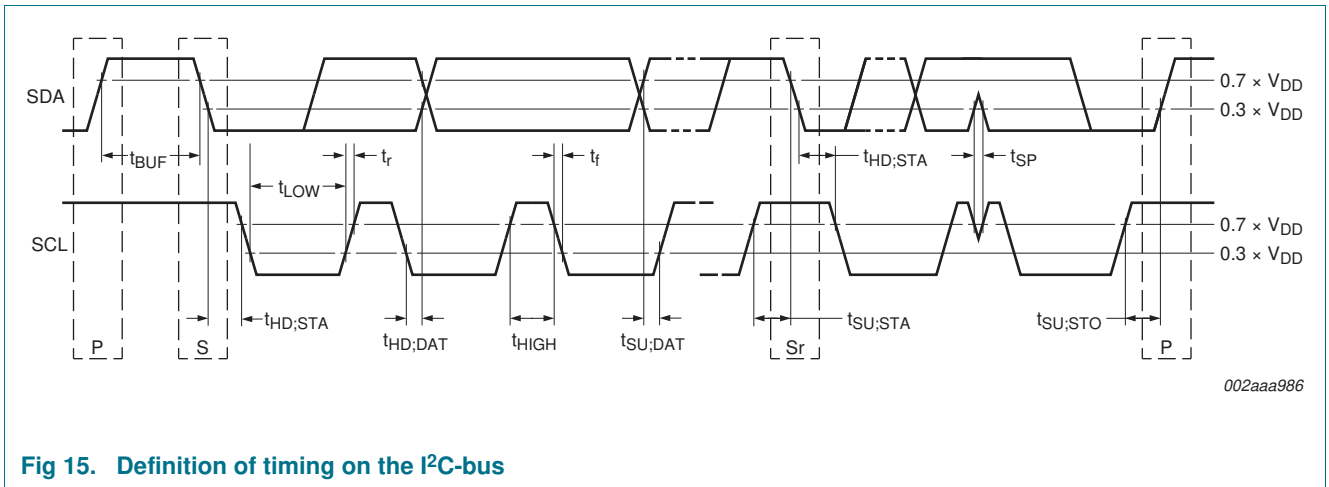 SDA
0.7 × VDD
0.3 × VDD
tBUF
tLOW
tr
tf
tHD;STA
tSP
SCL
0.7 × VDD
0.3 × VDD
tHD;STA
tHD;DAT
tHIGH
tSU;DAT
tSU;STA
tSU;STO
P
S
Sr
P
002aaa986
Fig 15. Definition of timing on the I²C-bus